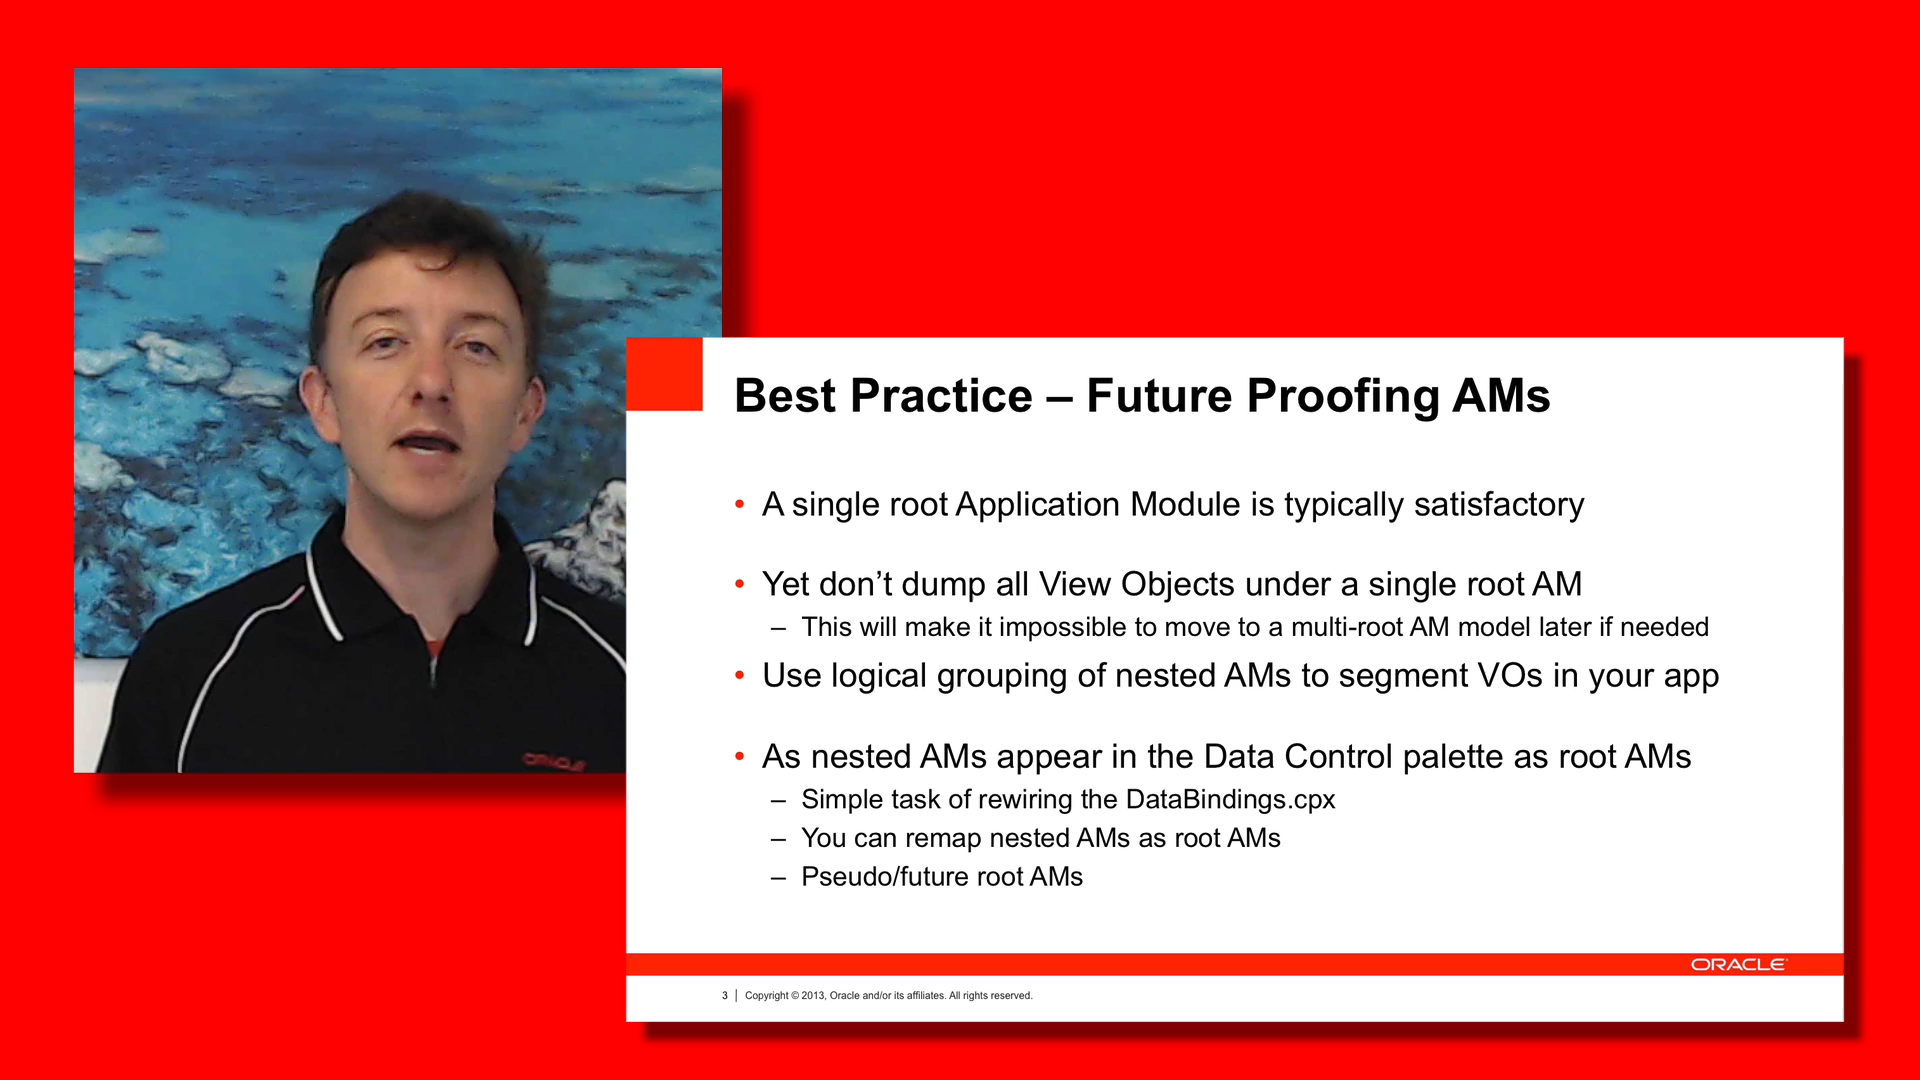 Best Practice – Future Proofing AMs
• A single root Application Module is typically satisfactory
• Yet don’t dump all View Objects under a single root AM
– This will make it impossible to move to a multi-root AM model later if needed
• Use logical grouping of nested AMs to segment VOs in your app
• As nested AMs appear in the Data Control palette as root AMs
– Simple task of rewiring the DataBindings.cpx
– You can remap nested AMs as root AMs
– Pseudo/future root AMs
ORACLE
ORACLE
3 | Copyright © 2013, Oracle and/or its affiliates. All rights reserved.